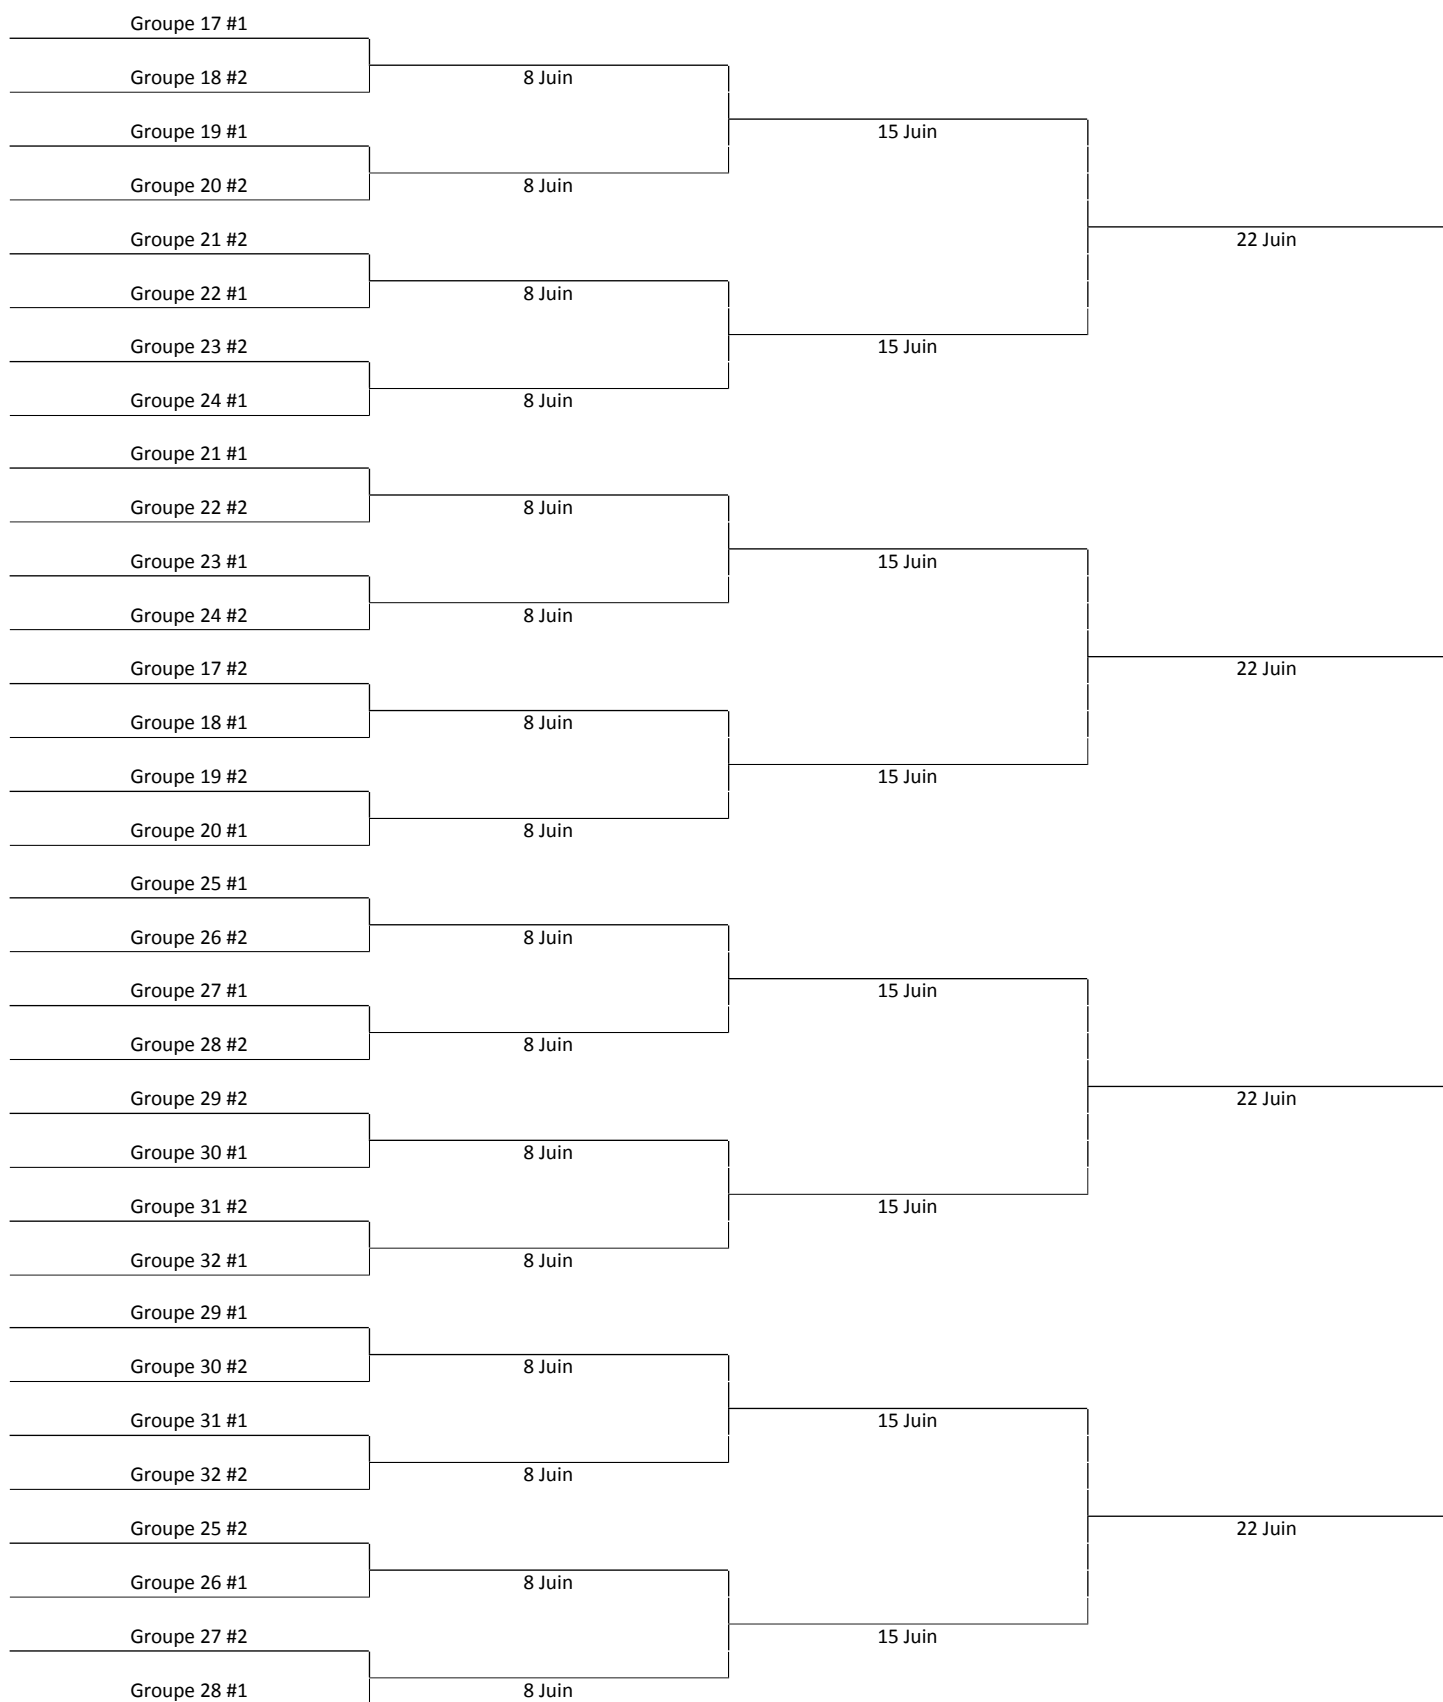 Groupe 17 #1
Groupe 18 #2
8 Juin
Groupe 19 #1
15 Juin
Groupe 20 #2
8 Juin
Groupe 21 #2
22 Juin
Groupe 22 #1
8 Juin
Groupe 23 #2
15 Juin
Groupe 24 #1
8 Juin
Groupe 21 #1
Groupe 22 #2
8 Juin
Groupe 23 #1
15 Juin
Groupe 24 #2
8 Juin
Groupe 17 #2
22 Juin
Groupe 18 #1
8 Juin
Groupe 19 #2
15 Juin
Groupe 20 #1
8 Juin
Groupe 25 #1
Groupe 26 #2
8 Juin
Groupe 27 #1
15 Juin
Groupe 28 #2
8 Juin
Groupe 29 #2
22 Juin
Groupe 30 #1
8 Juin
Groupe 31 #2
15 Juin
Groupe 32 #1
8 Juin
Groupe 29 #1
Groupe 30 #2
8 Juin
Groupe 31 #1
15 Juin
Groupe 32 #2
8 Juin
Groupe 25 #2
22 Juin
Groupe 26 #1
8 Juin
Groupe 27 #2
15 Juin
Groupe 28 #1
8 Juin